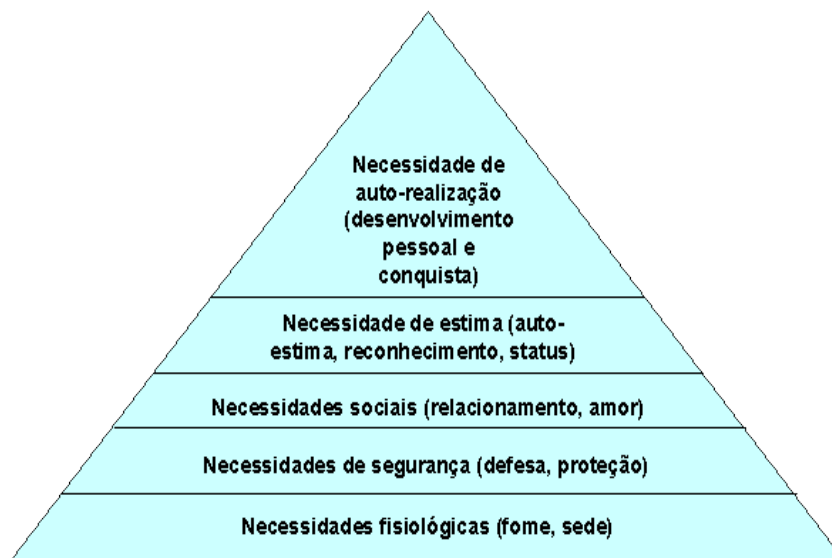 Necessidade de
auto-realização
(desenvolvimento
pessoal e
conquista)
Necessidade de estima (auto-
estima, reconhecimento, status)
Necessidades sociais (relacionamento, amor)
Necessidades de segurança (defesa, proteção)
Necessidades fisiológicas (fome, sede)